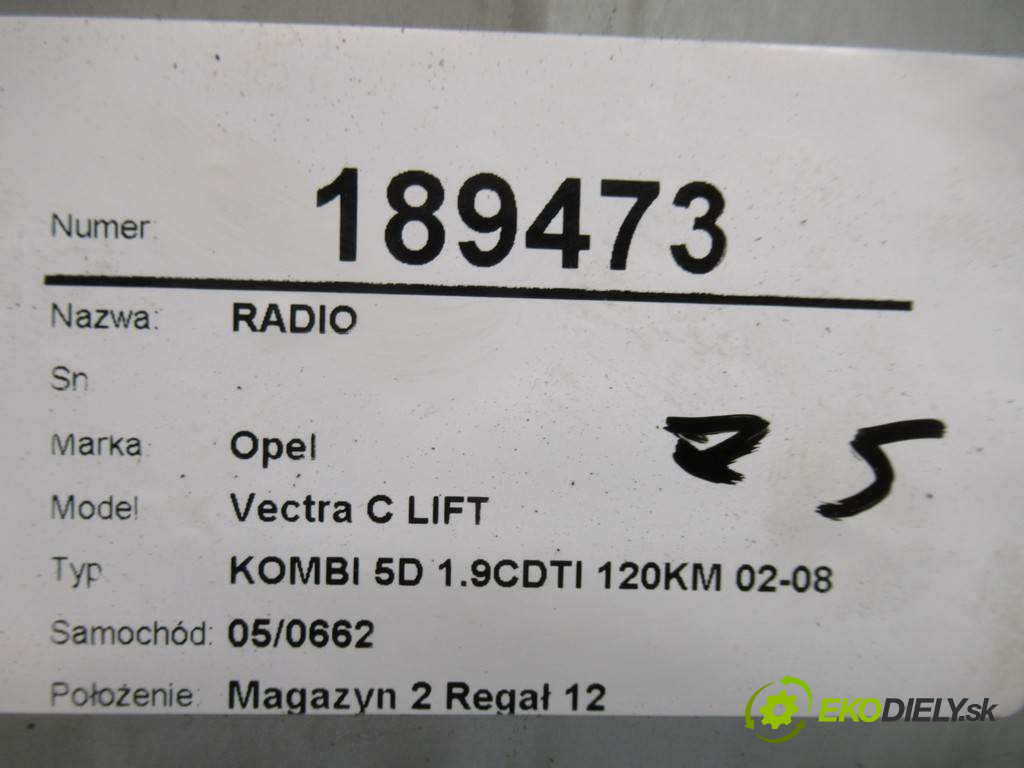 Numer: 189473
Nazwa: RADIO
Sn
Marka: Opel
Model Vectra C LIFT
Typ KOMBI 5D 1.9CDTI 120KM 02-08
Samochód: 05/0662
Położenie: Magazyn 2 Regał 12
5
EKODIELY.sk